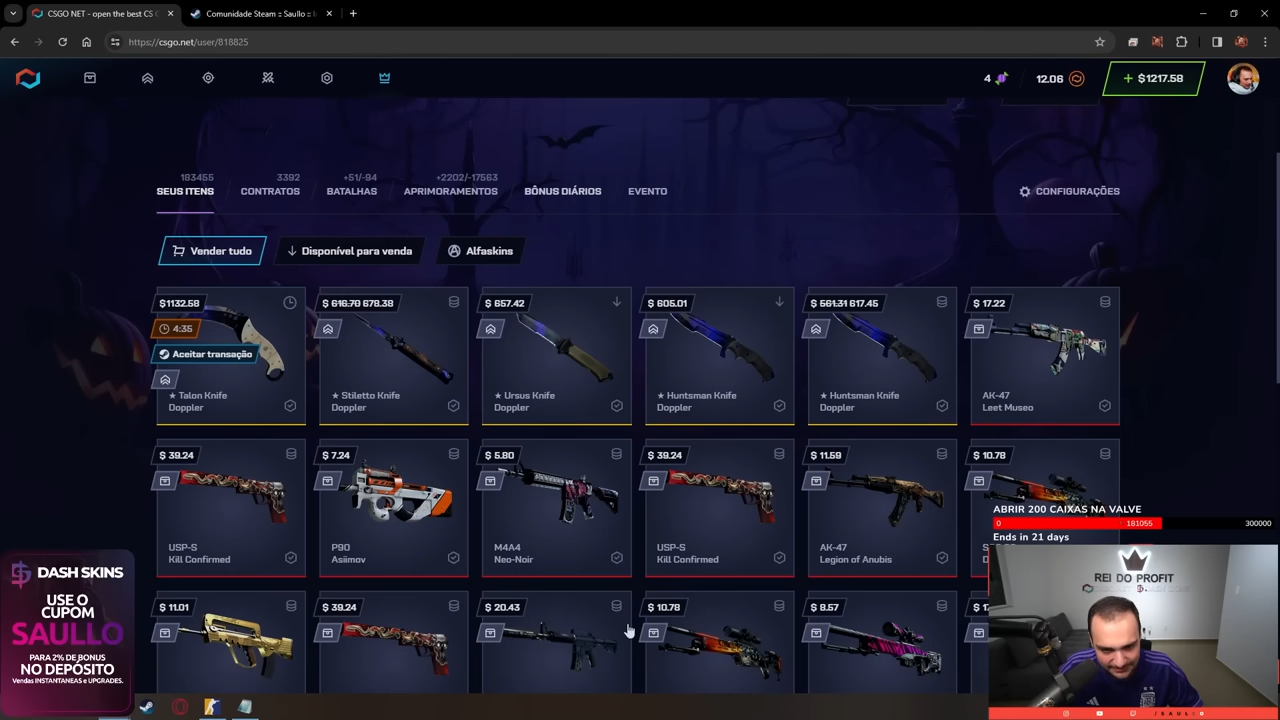 CSGO NET - open the best CS G
Comunidade Steam :: Saullo :: I
https://csgo.net/user/818825
4
12.06
+ $1217.58
183455
3392
+51/-94
+2202/-17563
SEUS ITENS
CONTRATOS
BATALHAS
APRIMORAMENTOS
BÔNUS DIÁRIOS
EVENTO
CONFIGURAÇÕES
Vender tudo
Disponível para venda
Alfaskins
$1132.58
4:35
Aceitar transação
★ Talon Knife
Doppler
$ 616.70 678.38
★ Stiletto Knife
Doppler
$ 657.42
★ Ursus Knife
Doppler
$ 605.01
★ Huntsman Knife
Doppler
$ 561.31 617.45
★ Huntsman Knife
Doppler
$ 17.22
AK-47
Leet Museo
$ 39.24
USP-S
Kill Confirmed
$ 7.24
P90
Asiimov
$ 5.80
M4A4
Neo-Noir
$ 39.24
USP-S
Kill Confirmed
$ 11.59
AK-47
Legion of Anubis
$ 10.78
ABRIR 200 CAIXAS NA VALVE
0
181055
300000
Ends in 21 days
$ 11.01
$ 39.24
$ 20.43
$ 10.78
$ 8.57
DASH SKINS
USE O
CUPOM
SAULLO
PARA 2% DE BONUS
NO DEPÓSITO
Vendas INSTANTANEAS e UPGRADES.
REI DO PROFIT
/SAULLO